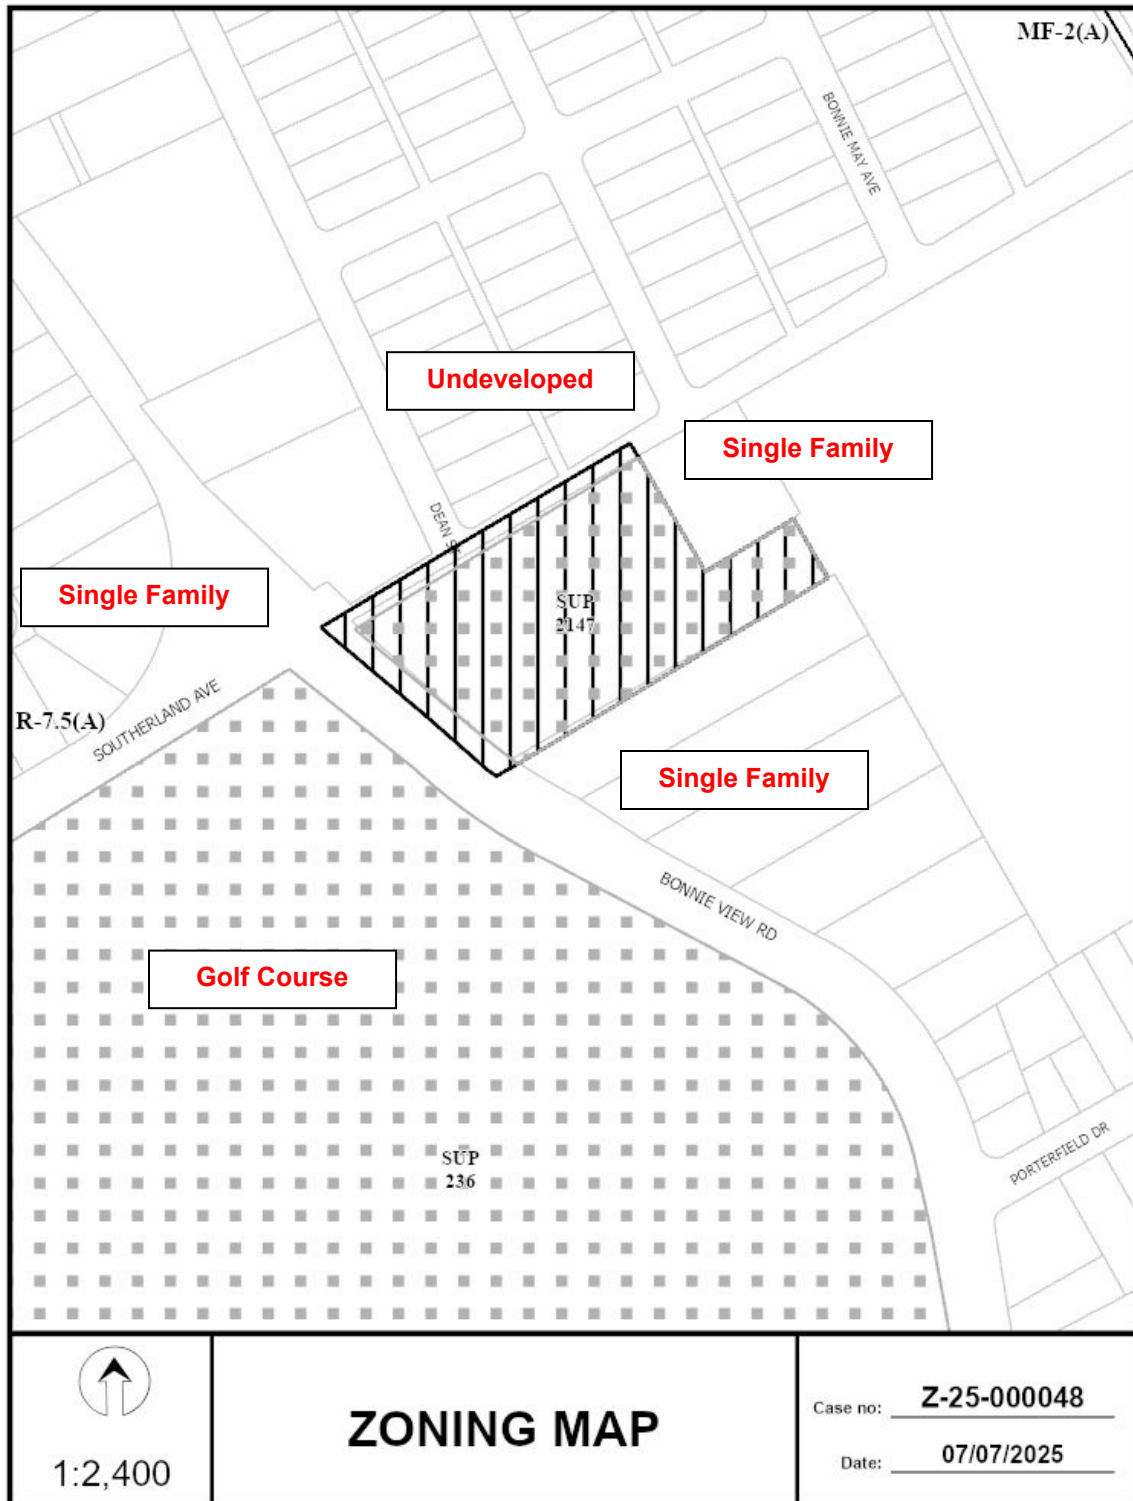 MF-2(A)
BONNIE MAY AVE
Undeveloped
Single Family
DEAN ST
Single Family
SUP
2147
R-7.5(A)
SOUTHERLAND AVE
Single Family
BONNIE VIEW RD
Golf Course
PORTERFIELD DR
SUP
236
1:2,400
ZONING MAP
Case no: Z-25-000048
Date: 07/07/2025